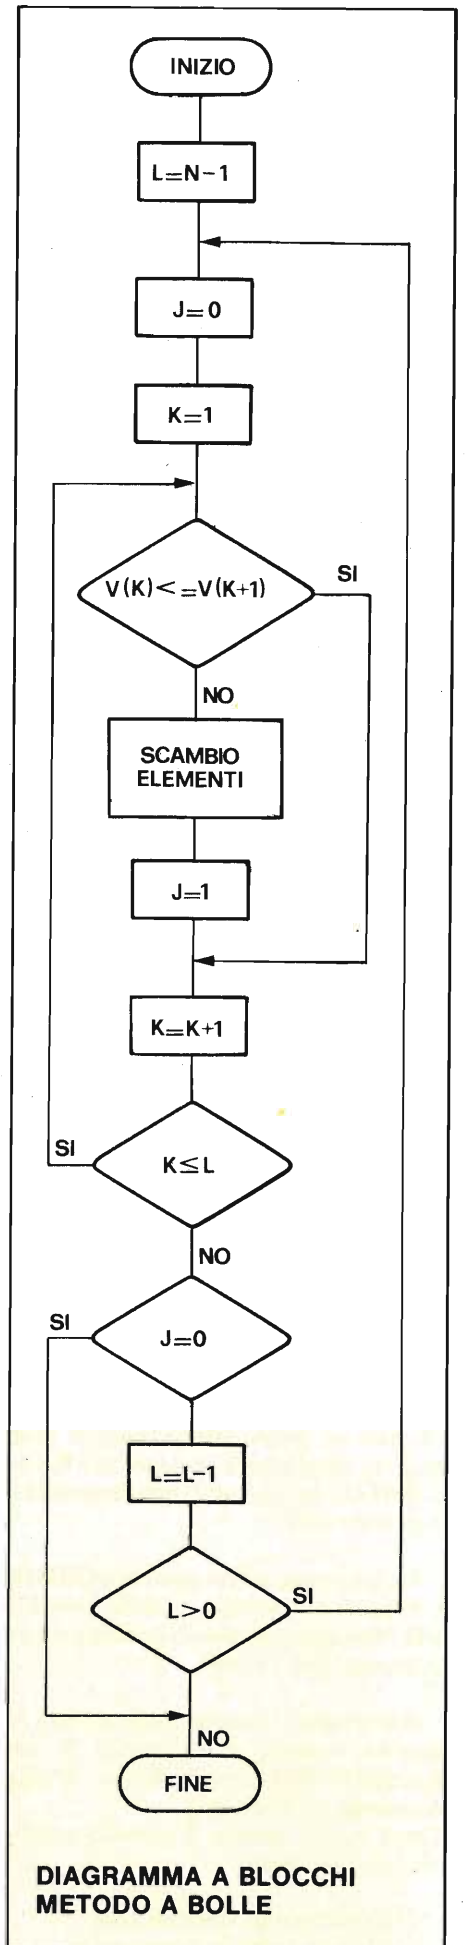 INIZIO
L=N-1
J=0
K=1
V(K)<=V(K+1)
SI
NO
SCAMBIO
ELEMENTI
J=1
K=K+1
K≤L
SI
NO
J=0
SI
L=L-1
L>0
SI
NO
FINE
DIAGRAMMA A BLOCCHI
METODO A BOLLE